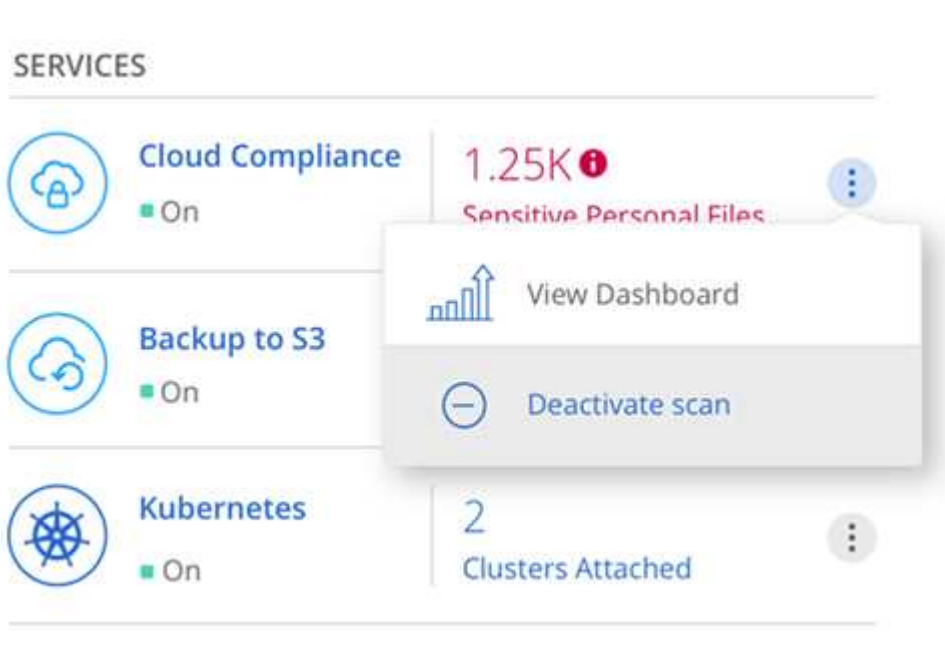 SERVICES
Cloud Compliance
On
1.25K
Sensitive Personal Files
View Dashboard
Deactivate scan
Backup to S3
On
Kubernetes
On
2
Clusters Attached